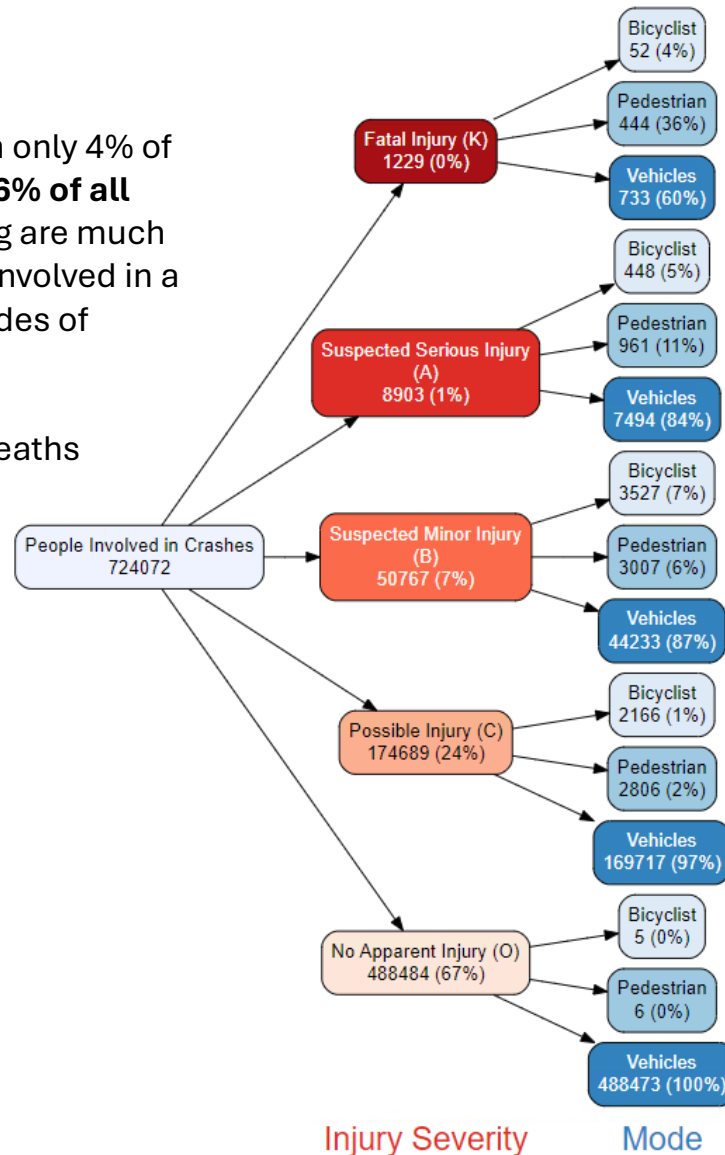 only 4% of
6% of all
g are much
nvolved in a
des of
eaths
People Involved in Crashes
724072
Fatal Injury (K)
1229 (0%)
Bicyclist
52 (4%)
Pedestrian
444 (36%)
Vehicles
733 (60%)
Suspected Serious Injury
(A)
8903 (1%)
Bicyclist
448 (5%)
Pedestrian
961 (11%)
Vehicles
7494 (84%)
Suspected Minor Injury
(B)
50767 (7%)
Bicyclist
3527 (7%)
Pedestrian
3007 (6%)
Vehicles
44233 (87%)
Possible Injury (C)
174689 (24%)
Bicyclist
2166 (1%)
Pedestrian
2806 (2%)
Vehicles
169717 (97%)
No Apparent Injury (O)
488484 (67%)
Bicyclist
5 (0%)
Pedestrian
6 (0%)
Vehicles
488473 (100%)
Injury Severity
Mode